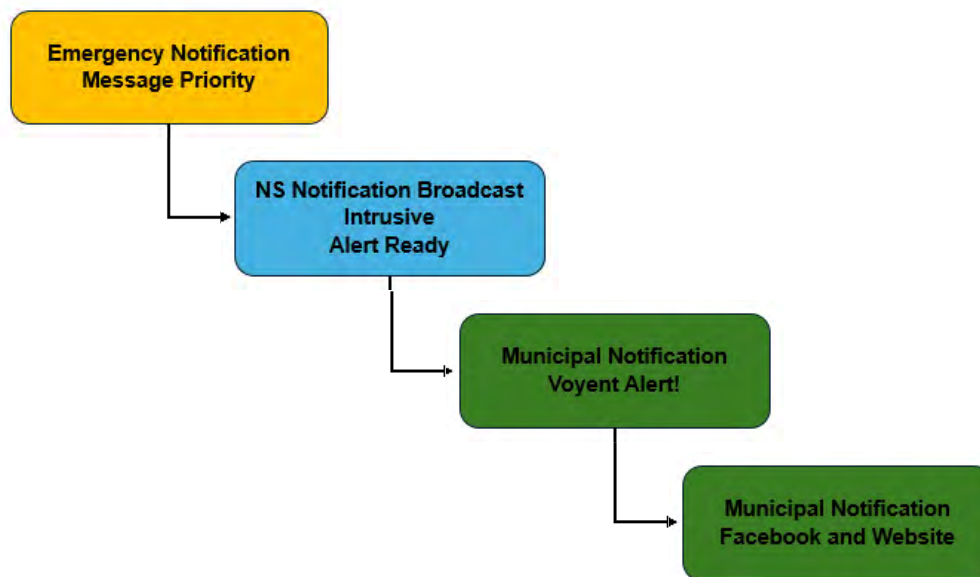 Emergency Notification
Message Priority
NS Notification Broadcast
Intrusive
Alert Ready
Municipal Notification
Voyent Alert!
Municipal Notification
Facebook and Website